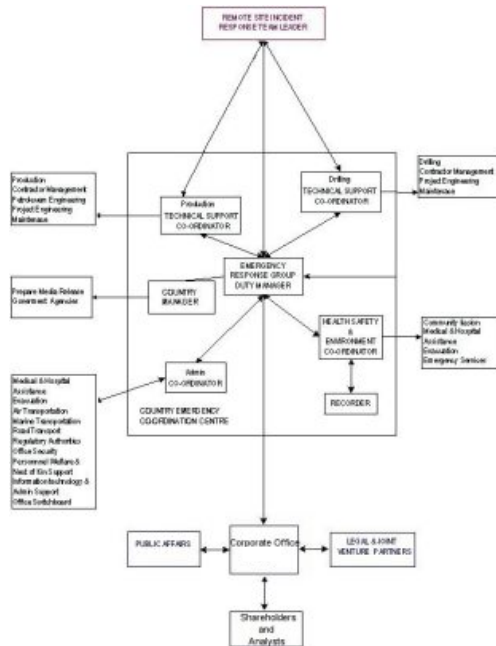 REMOTE SITE INCIDENT
RESPONSE TEAM LEADER
Production
Contractor Management
Petroleum Engineering
Project Engineering
Maintenase
Production
TECHNICAL SUPPORT
CO-ORDINATOR
Drilling
TECHNICAL SUPPORT
CO-ORDINATOR
Drilling
Contractor Management
Project Engineering
Maintenase
EMERGENCY
RESPONSE GROUP
DUTY MANAGER
Prepare Media Release
Government Agencies
COUNTRY
MANAGER
HEALTH SAFETY
&
ENVIRONMENT
CO-ORDINATOR
Community liasion
Medical & Hospital
Assistance
Evacuation
Emergency Services
Admin
CO-ORDINATOR
RECORDER
Medical & Hospital
Assistance
Evacuation
Air Transportation
Marine Transportation
Road Transport
Regulatory Authorities
Office Security
Personnel Welfare &
Next of Kin Support
Information technology &
Admin Support
Office Switchboard
COUNTRY EMERGENCY
CO-ORDINATION CENTRE
PUBLIC AFFAIRS
Corporate Office
LEGAL & JOINT
VENTURE PARTNERS
Shareholders
and
Analysts